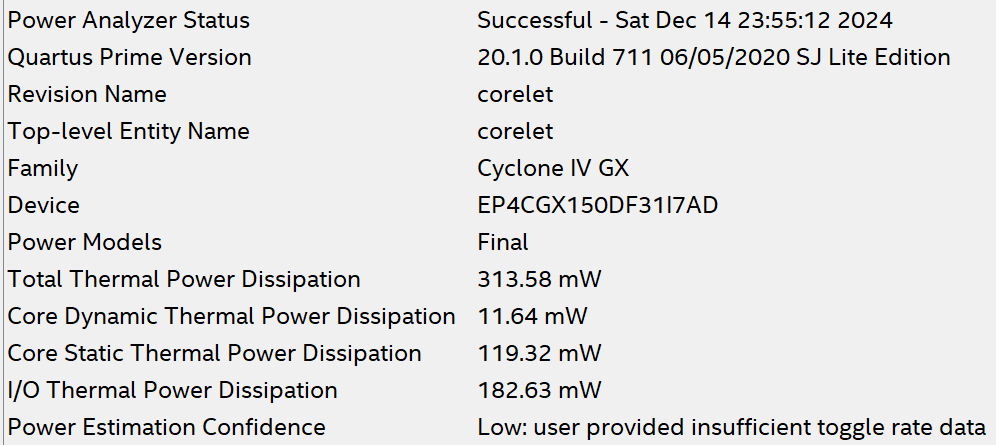 Power Analyzer Status Successful - Sat Dec 14 23:55:12 2024
Quartus Prime Version 20.1.0 Build 711 06/05/2020 SJ Lite Edition
Revision Name corelet
Top-level Entity Name corelet
Family Cyclone IV GX
Device EP4CGX150DF31I7AD
Power Models Final
Total Thermal Power Dissipation 313.58 mW
Core Dynamic Thermal Power Dissipation 11.64 mW
Core Static Thermal Power Dissipation 119.32 mW
I/O Thermal Power Dissipation 182.63 mW
Power Estimation Confidence Low: user provided insufficient toggle rate data